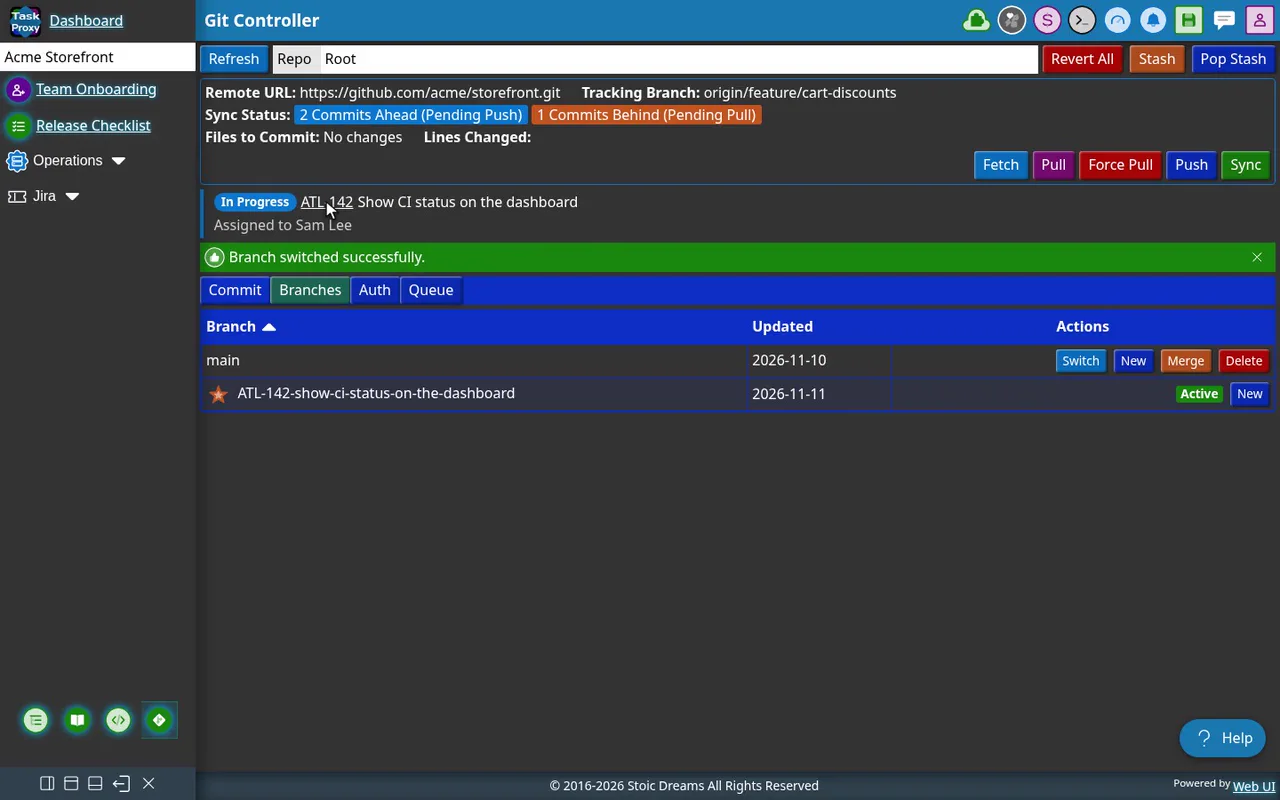 Task Proxy
Dashboard
Git Controller
S
Acme Storefront
Refresh
Repo
Root
Revert All
Stash
Pop Stash
Team Onboarding
Release Checklist
Operations
Jira
Remote URL: https://github.com/acme/storefront.git
Tracking Branch: origin/feature/cart-discounts
Sync Status: 2 Commits Ahead (Pending Push) 1 Commits Behind (Pending Pull)
Files to Commit: No changes
Lines Changed:
Fetch
Pull
Force Pull
Push
Sync
In Progress ATL-142 Show CI status on the dashboard
Assigned to Sam Lee
Branch switched successfully.
Commit
Branches
Auth
Queue
Branch
Updated
Actions
main
2026-11-10
Switch
New
Merge
Delete
ATL-142-show-ci-status-on-the-dashboard
2026-11-11
Active
New
? Help
© 2016-2026 Stoic Dreams All Rights Reserved
Powered by Web UI